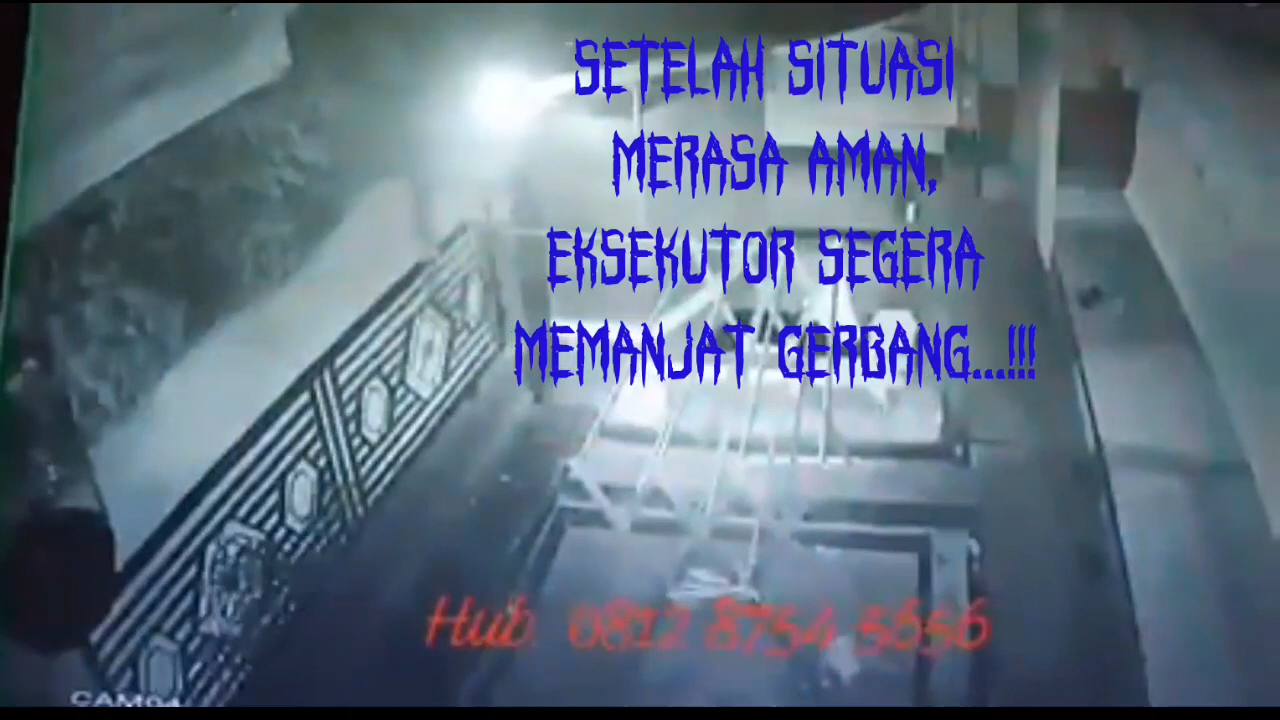 SETELAH SITUASI
MERASA AMAN,
EKSEKUTOR SEGERA
MEMANJAT GERBANG...!!!
Hub. 0812 8754 5656
CAM04